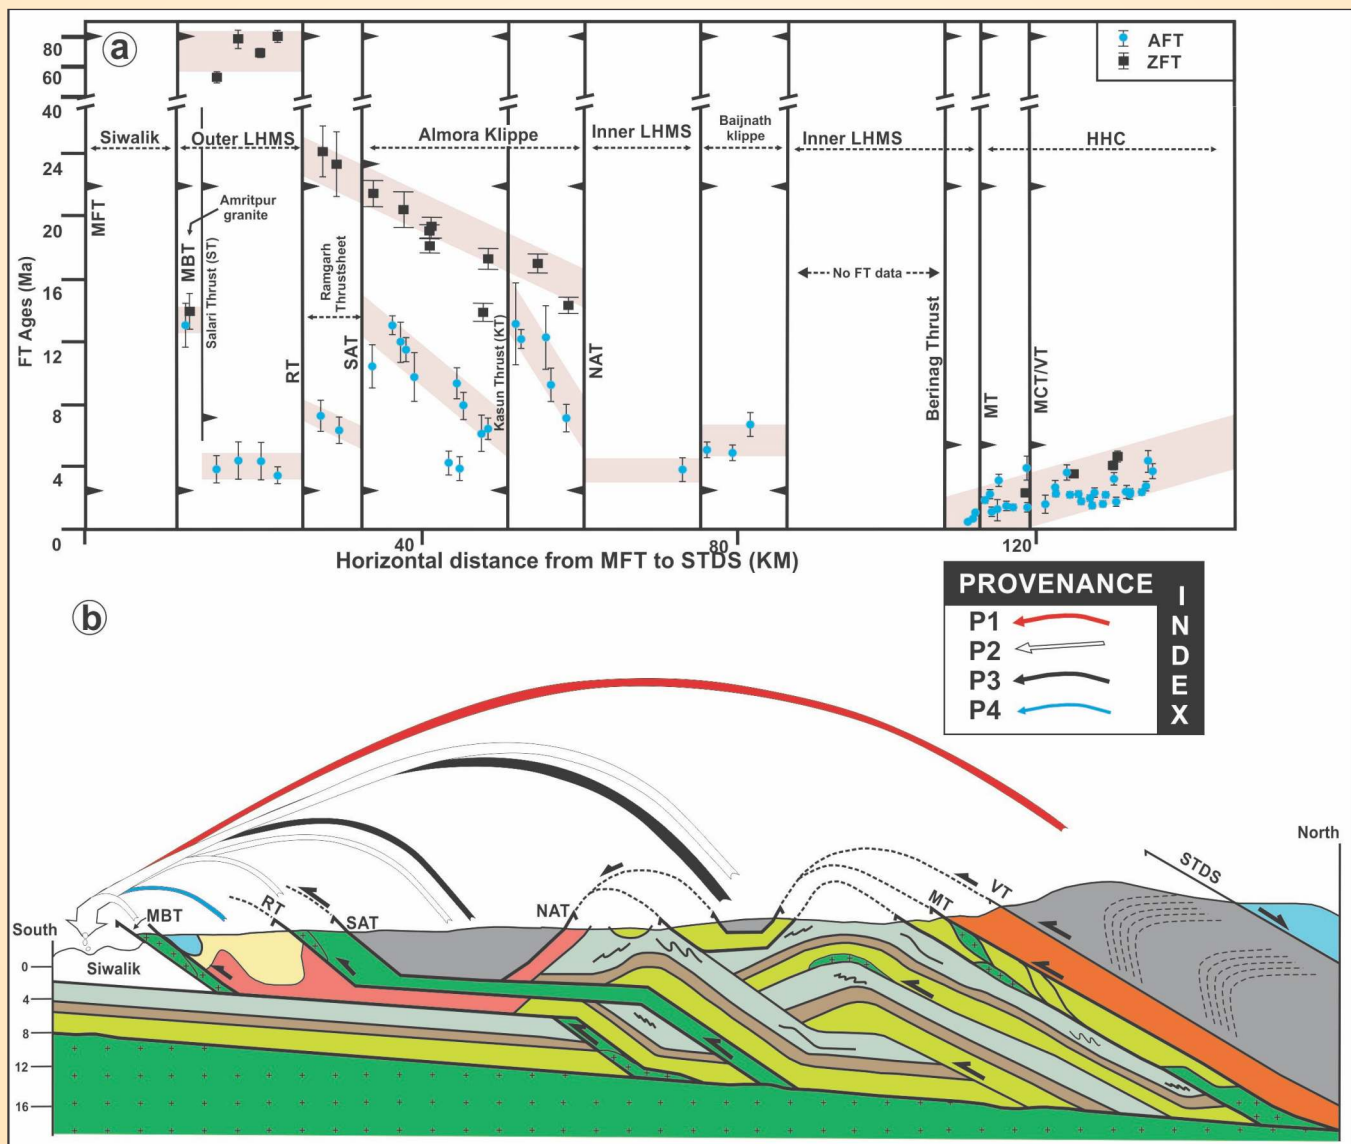 a
AFT
ZFT
80
60
40
24
20
16
12
8
4
0
FT Ages (Ma)
Siwalik
Outer LHMS
Almora Klippe
Inner LHMS
Baijnath
klippe
Inner LHMS
HHC
MFT
MBT
Amritpur
granite
Salari Thrust (ST)
RT
Ramgarh
Thrustsheet
SAT
Kasun Thrust (KT)
NAT
No FT data
Berinag Thrust
MT
MCT/VT
40
80
120
Horizontal distance from MFT to STDS (KM)
b
PROVENANCE
INDEX
P1
P2
P3
P4
North
South
STDS
VT
MT
NAT
SAT
RT
MBT
Siwalik
0
4
8
12
16